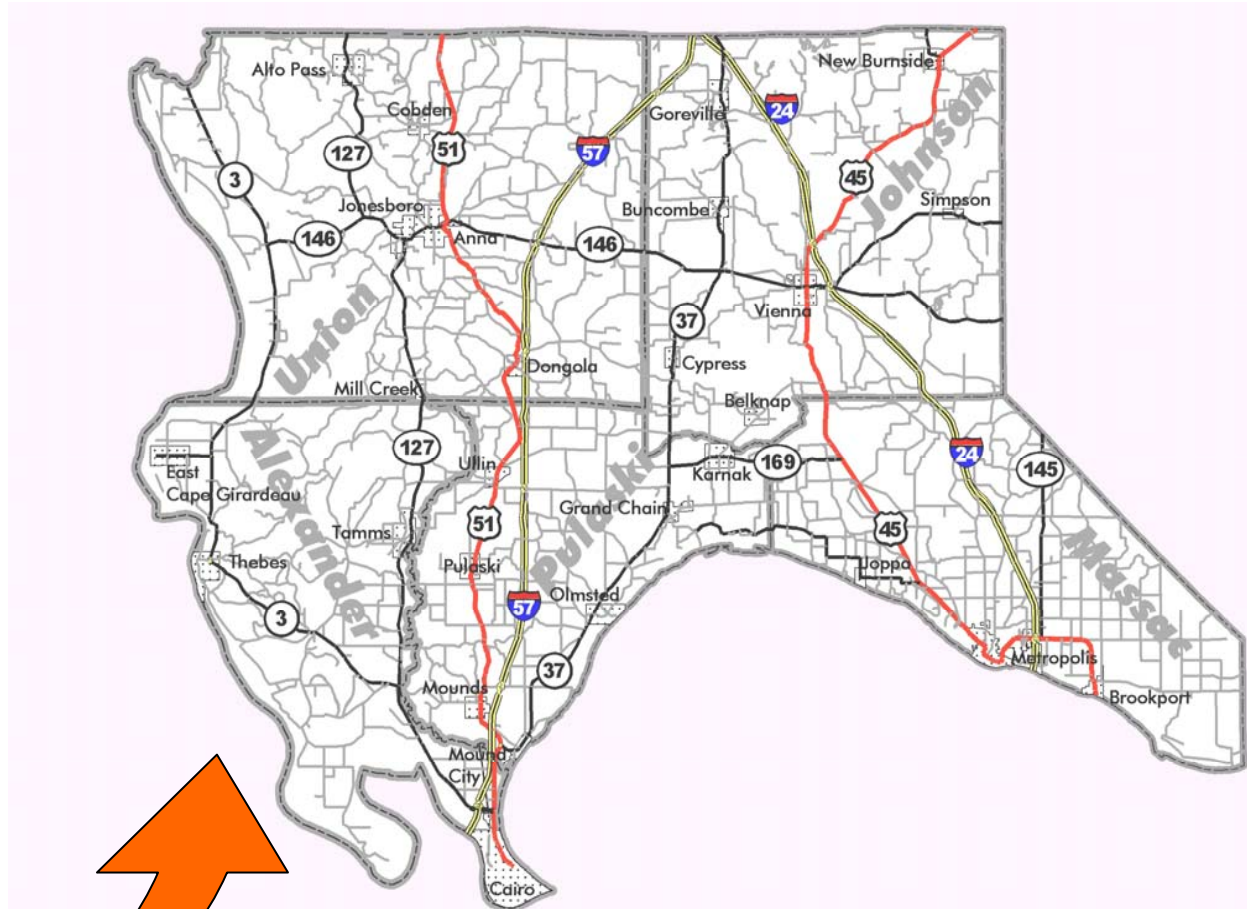 New Burnside
Alto Pass
Goreville
24
Cobden
51
57
127
3
45
Johnson
Simpson
Jonesboro
Buncombe
146
Anna
146
Vienna
Union
37
Dongola
Cypress
Mill Creek
Belknap
Alexander
127
24
Ullin
169
145
East
Cape Girardeau
Karnak
Pulaski
Grand Chain
51
45
Tamms
Thebes
Pulaski
Joppa
Massac
57
Olmsted
3
Metropolis
37
Mounds
Brookport
Mound
City
Cairo